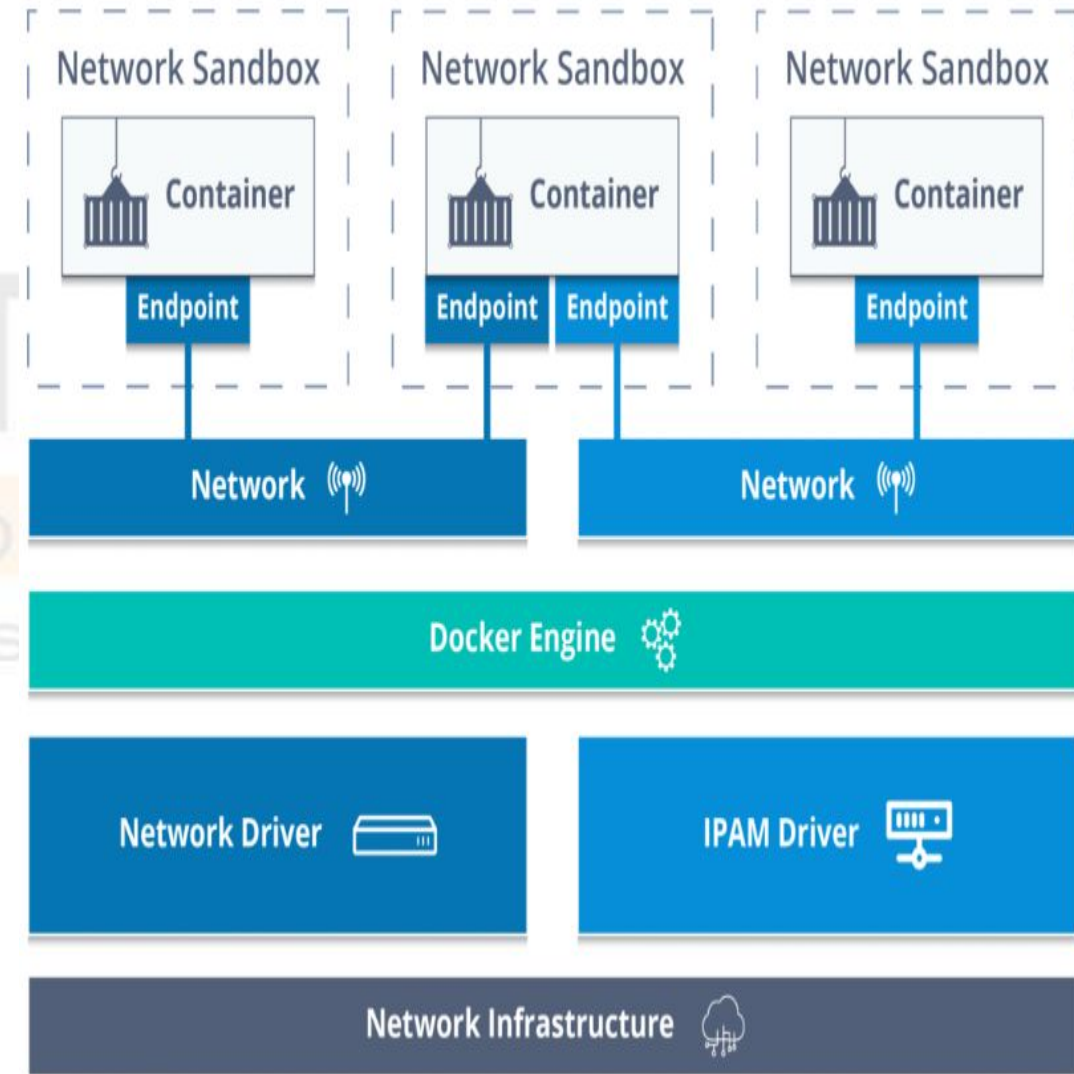 Network Sandbox
Network Sandbox
Network Sandbox
Container
Container
Container
Endpoint
Endpoint
Endpoint
Endpoint
Network
Network
Docker Engine
Network Driver
IPAM Driver
Network Infrastructure